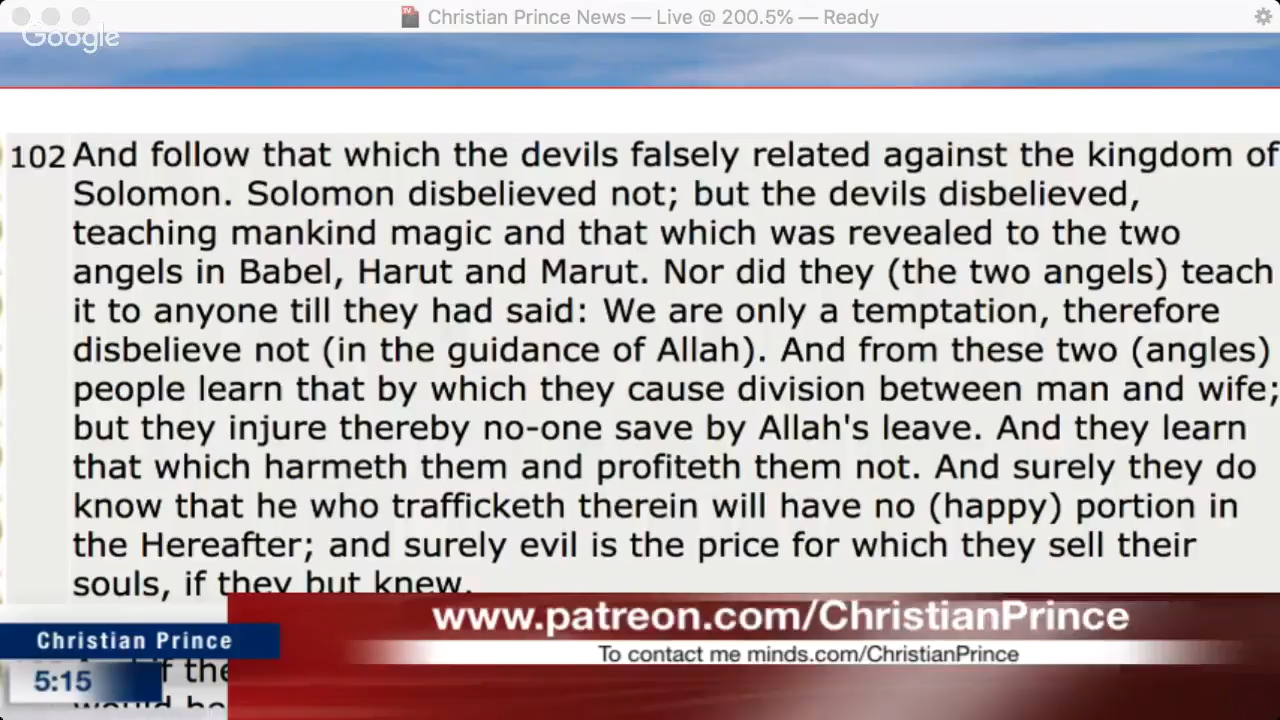 Christian Prince News — Live @ 200.5% — Ready
Google
102 And follow that which the devils falsely related against the kingdom of
Solomon. Solomon disbelieved not; but the devils disbelieved,
teaching mankind magic and that which was revealed to the two
angels in Babel, Harut and Marut. Nor did they (the two angels) teach
it to anyone till they had said: We are only a temptation, therefore
disbelieve not (in the guidance of Allah). And from these two (angles)
people learn that by which they cause division between man and wife;
but they injure thereby no-one save by Allah's leave. And they learn
that which harmeth them and profiteth them not. And surely they do
know that he who trafficketh therein will have no (happy) portion in
the Hereafter; and surely evil is the price for which they sell their
souls, if they but knew.
www.patreon.com/ChristianPrince
Christian Prince
To contact me minds.com/ChristianPrince
if the
5:15